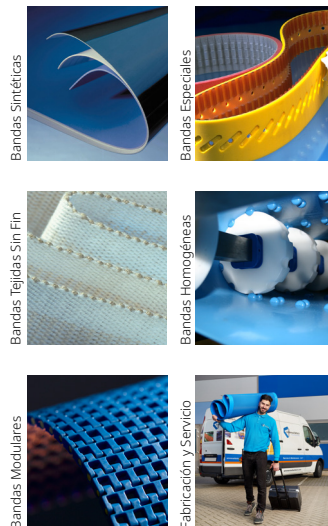 Bandas Sintéticas
Bandas Especiales
Bandas Tejidas Sin Fin
Bandas Homogéneas
Bandas Modulares
Fabricación y Servicio